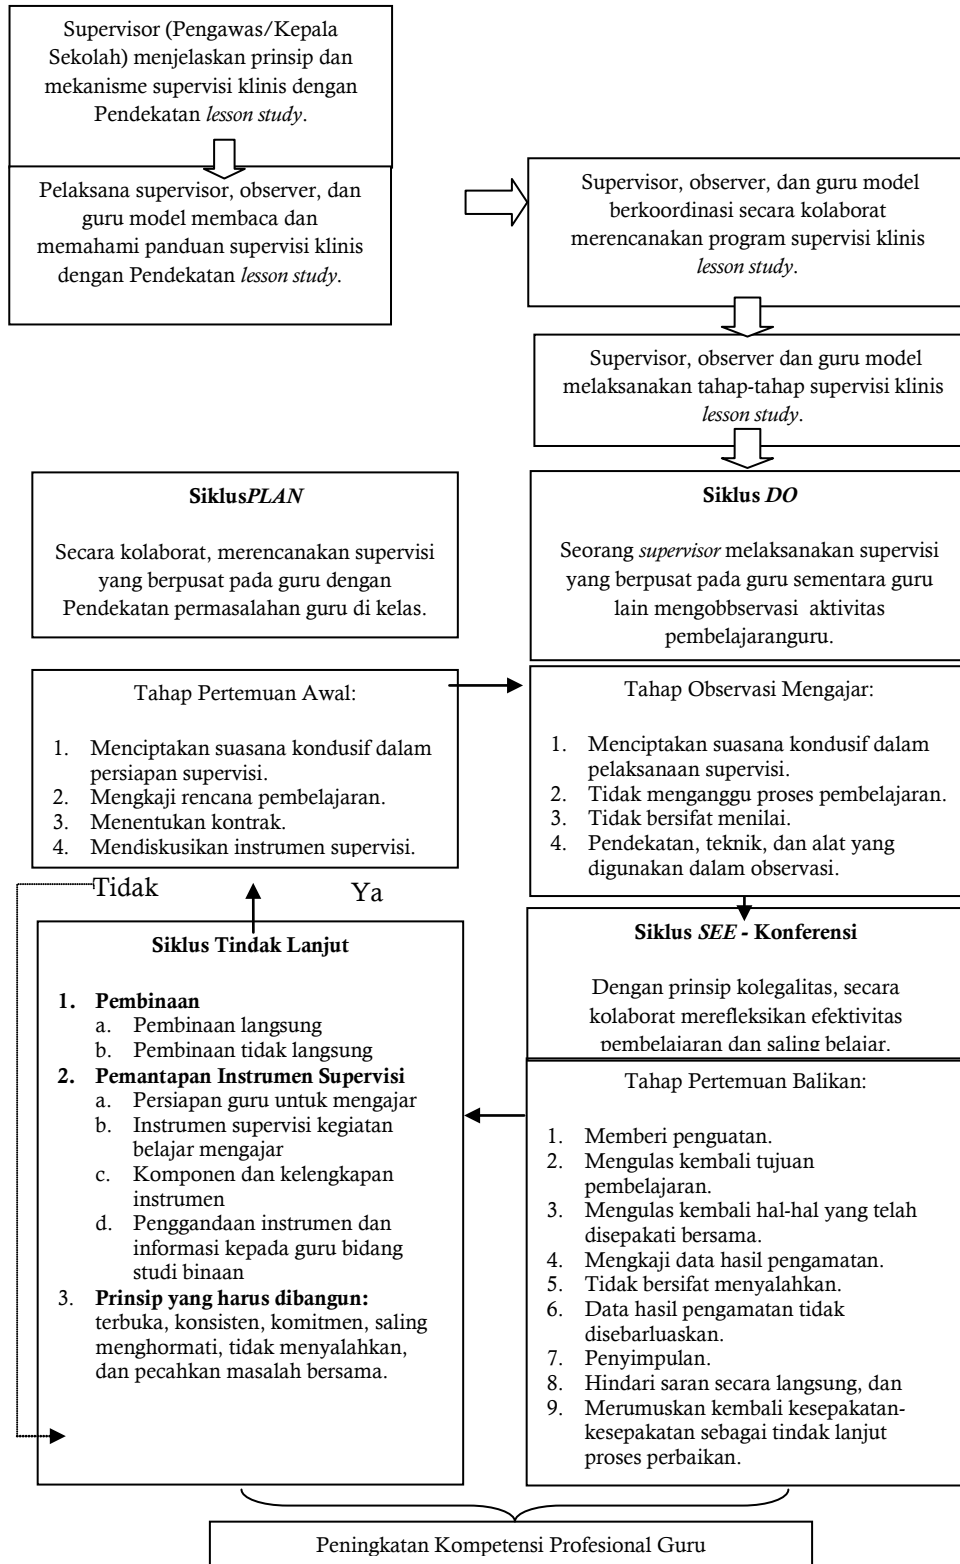 Supervisor (Pengawas/Kepala
Sekolah) menjelaskan prinsip dan
mekanisme supervisi klinis dengan
Pendekatan lesson study.
Pelaksana supervisor, observer, dan
guru model membaca dan
memahami panduan supervisi klinis
dengan Pendekatan lesson study.
Supervisor, observer, dan guru model
berkoordinasi secara kolaborat
merencanakan program supervisi klinis
lesson study.
Supervisor, observer dan guru model
melaksanakan tahap-tahap supervisi klinis
lesson study.
SiklusPLAN
Secara kolaborat, merencanakan supervisi
yang berpusat pada guru dengan
Pendekatan permasalahan guru di kelas.
Siklus DO
Seorang supervisor melaksanakan supervisi
yang berpusat pada guru sementara guru
lain mengobbservasi aktivitas
pembelajaranguru.
Tahap Pertemuan Awal:
1. Menciptakan suasana kondusif dalam
persiapan supervisi.
2. Mengkaji rencana pembelajaran.
3. Menentukan kontrak.
4. Mendiskusikan instrumen supervisi.
Tahap Observasi Mengajar:
1. Menciptakan suasana kondusif dalam
pelaksanaan supervisi.
2. Tidak menganggu proses pembelajaran.
3. Tidak bersifat menilai.
4. Pendekatan, teknik, dan alat yang
digunakan dalam observasi.
Tidak
Ya
Siklus Tindak Lanjut
1. Pembinaan
a. Pembinaan langsung
b. Pembinaan tidak langsung
2. Pemantapan Instrumen Supervisi
a. Persiapan guru untuk mengajar
b. Instrumen supervisi kegiatan
belajar mengajar
c. Komponen dan kelengkapan
instrumen
d. Penggandaan instrumen dan
informasi kepada guru bidang
studi binaan
3. Prinsip yang harus dibangun:
terbuka, konsisten, komitmen, saling
menghormati, tidak menyalahkan,
dan pecahkan masalah bersama.
Siklus SEE - Konferensi
Dengan prinsip kolegalitas, secara
kolaborat merefleksikan efektivitas
pembelajaran dan saling belajar.
Tahap Pertemuan Balikan:
1. Memberi penguatan.
2. Mengulas kembali tujuan
pembelajaran.
3. Mengulas kembali hal-hal yang telah
disepakati bersama.
4. Mengkaji data hasil pengamatan.
5. Tidak bersifat menyalahkan.
6. Data hasil pengamatan tidak
disebarluaskan.
7. Penyimpulan.
8. Hindari saran secara langsung, dan
9. Merumuskan kembali kesepakatan-
kesepakatan sebagai tindak lanjut
proses perbaikan.
Peningkatan Kompetensi Profesional Guru